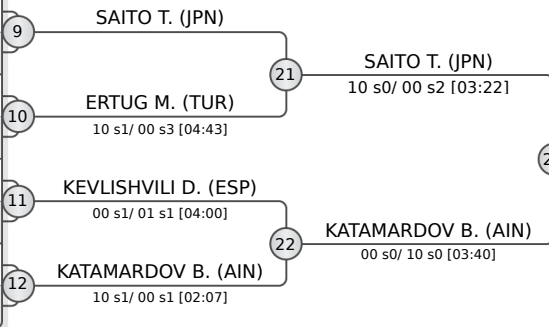 SAITO T. (JPN)
9
21
SAITO T. (JPN)
10 s0/ 00 s2 [03:22]
ERTUG M. (TUR)
10
10 s1/ 00 s3 [04:43]
KEVLISHVILI D. (ESP)
11
00 s1/ 01 s1 [04:00]
22
KATAMARDOV B. (AIN)
00 s0/ 10 s0 [03:40]
KATAMARDOV B. (AIN)
12
10 s1/ 00 s1 [02:07]